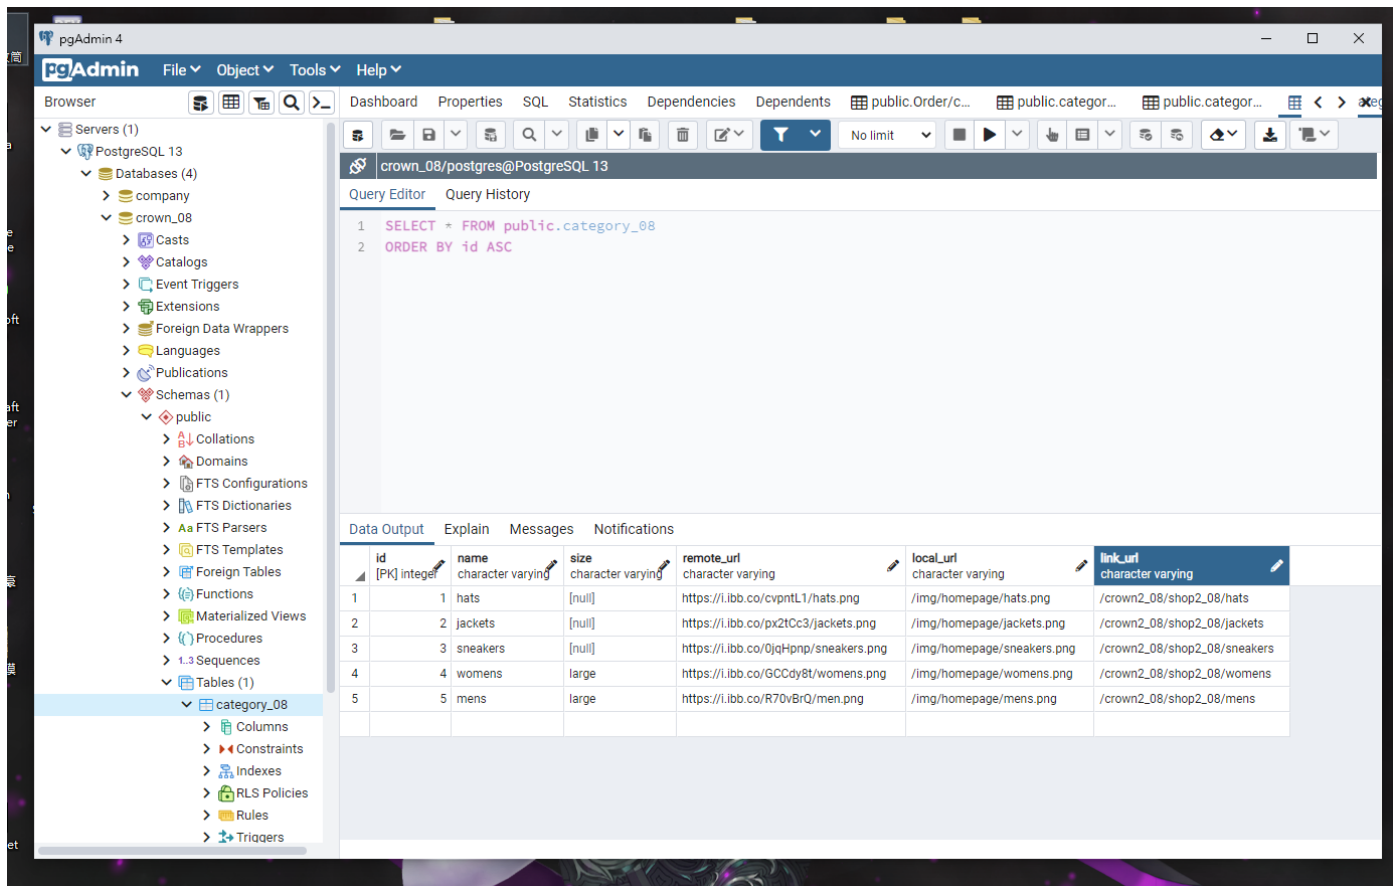 pgAdmin 4
pgAdmin File Object Tools Help
Browser
Dashboard Properties SQL Statistics Dependencies Dependents public.Order/c... public.categor... public.categor...
Servers (1)
PostgreSQL 13
Databases (4)
company
crown_08
Casts
Catalogs
Event Triggers
Extensions
Foreign Data Wrappers
Languages
Publications
Schemas (1)
public
Collations
Domains
FTS Configurations
FTS Dictionaries
FTS Parsers
FTS Templates
Foreign Tables
Functions
Materialized Views
Procedures
1..3 Sequences
Tables (1)
category_08
Columns
Constraints
Indexes
RLS Policies
Rules
Triggers
No limit
crown_08/postgres@PostgreSQL 13
Query Editor Query History
1 SELECT * FROM public.category_08
2 ORDER BY id ASC
Data Output Explain Messages Notifications
id name size remote_url local_url link_url
[PK] integer character varying character varying character varying character varying character varying
1 1 hats [null] https://i.ibb.co/cvpntL1/hats.png /img/homepage/hats.png /crown2_08/shop2_08/hats
2 2 jackets [null] https://i.ibb.co/px2tCc3/jackets.png /img/homepage/jackets.png /crown2_08/shop2_08/jackets
3 3 sneakers [null] https://i.ibb.co/0jqHpnp/sneakers.png /img/homepage/sneakers.png /crown2_08/shop2_08/sneakers
4 4 womens large https://i.ibb.co/GCCdy8t/womens.png /img/homepage/womens.png /crown2_08/shop2_08/womens
5 5 mens large https://i.ibb.co/R70vBrQ/men.png /img/homepage/mens.png /crown2_08/shop2_08/mens